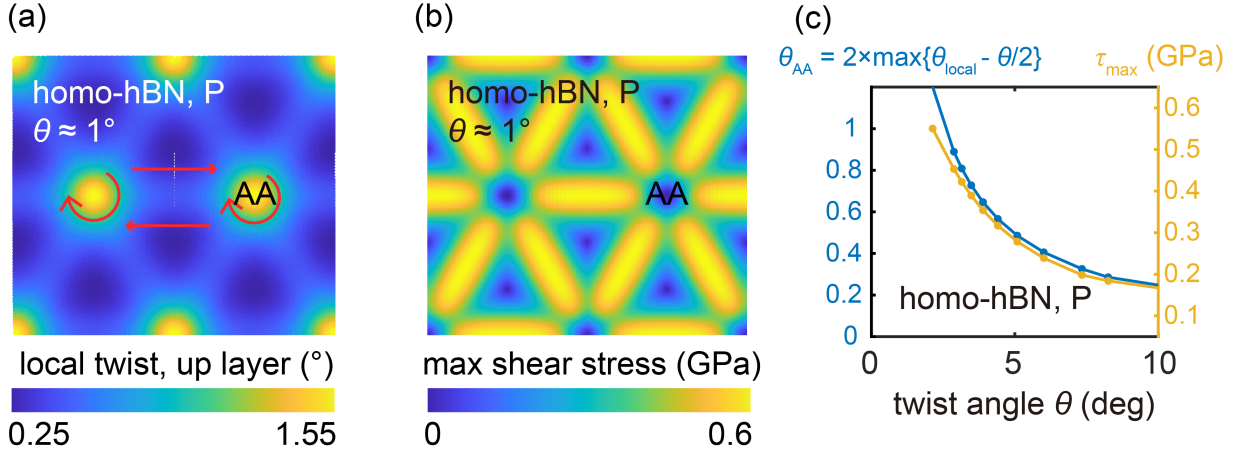 (a)
homo-hBN, P
θ ≈ 1°
AA
local twist, up layer (°)
0.25 1.55
(b)
homo-hBN, P
θ ≈ 1°
AA
max shear stress (GPa)
0 0.6
(c)
θAA = 2×max{θlocal - θ/2} τmax (GPa)
1
0.8
0.6
0.4
0.2
0
0.6
0.5
0.4
0.3
0.2
0.1
homo-hBN, P
0 5 10
twist angle θ (deg)